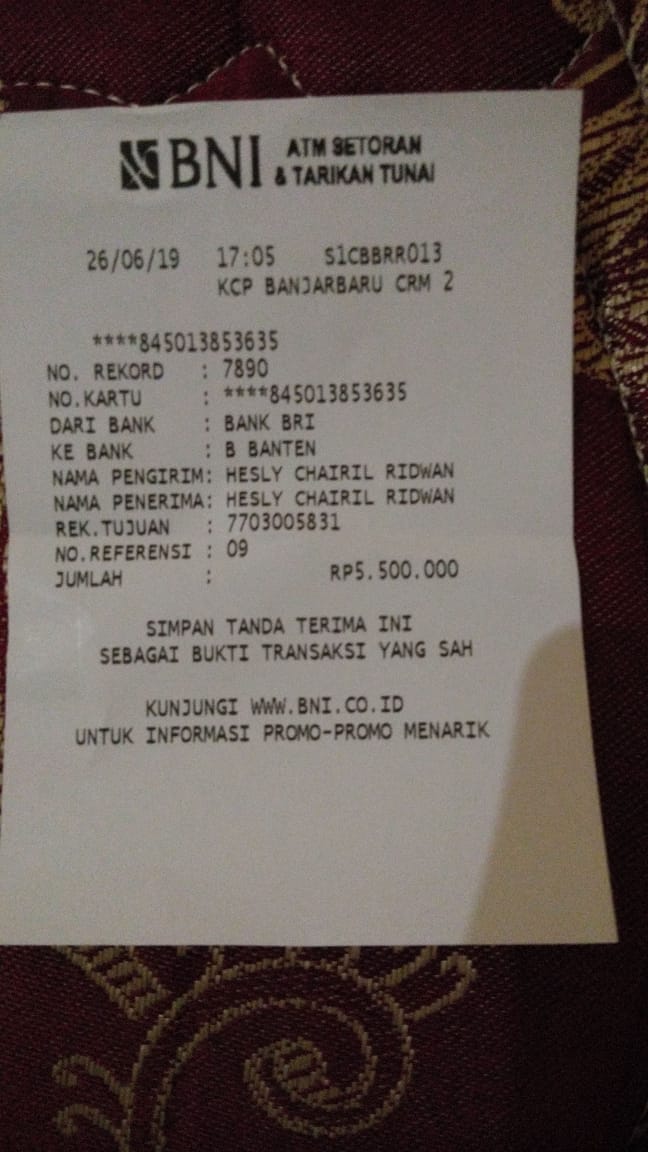 BNI ATM SETORAN
& TARIKAN TUNAI
26/06/19 17:05 S1CBBRR013
KCP BANJARBARU CRM 2
****845013853635
NO. REKORD : 7890
NO.KARTU : ****845013853635
DARI BANK : BANK BRI
KE BANK : B BANTEN
NAMA PENGIRIM: HESLY CHAIRIL RIDWAN
NAMA PENERIMA: HESLY CHAIRIL RIDWAN
REK.TUJUAN : 7703005831
NO.REFERENSI : 09
JUMLAH : RP5.500.000
SIMPAN TANDA TERIMA INI
SEBAGAI BUKTI TRANSAKSI YANG SAH
KUNJUNGI WWW.BNI.CO.ID
UNTUK INFORMASI PROMO-PROMO MENARIK